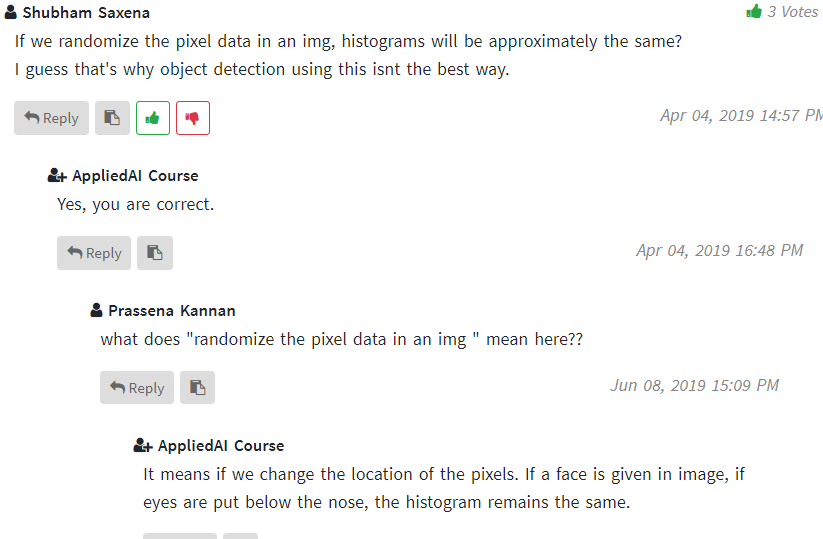 Shubham Saxena
3 Votes
If we randomize the pixel data in an img, histograms will be approximately the same?
I guess that's why object detection using this isnt the best way.
Reply
Apr 04, 2019 14:57 PM
AppliedAI Course
Yes, you are correct.
Reply
Apr 04, 2019 16:48 PM
Prassena Kannan
what does "randomize the pixel data in an img " mean here??
Reply
Jun 08, 2019 15:09 PM
AppliedAI Course
It means if we change the location of the pixels. If a face is given in image, if
eyes are put below the nose, the histogram remains the same.